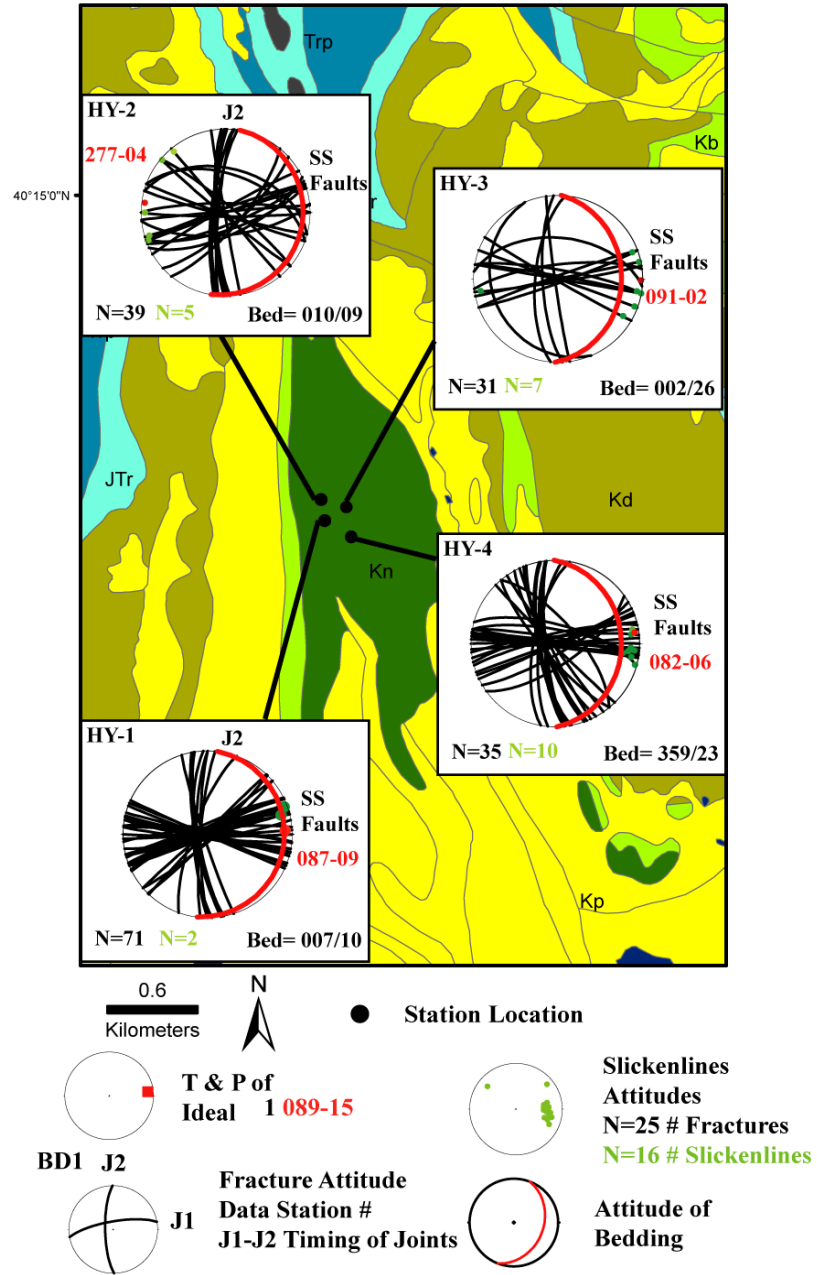 Trp
HY-2
J2
277-04
SS
Faults
N=39 N=5 Bed= 010/09
40°15'0"N
r
Kb
HY-3
SS
Faults
091-02
N=31 N=7 Bed= 002/26
JTr
Kd
Kn
HY-4
SS
Faults
082-06
N=35 N=10 Bed= 359/23
HY-1
J2
SS
Faults
087-09
N=71 N=2 Bed= 007/10
Kp
0.6
Kilometers
N
Station Location
T & P of
Ideal 1 089-15
Slickenlines
Attitudes
N=25 # Fractures
N=16 # Slickenlines
BD1 J2
J1
Fracture Attitude
Data Station #
J1-J2 Timing of Joints
Attitude of
Bedding